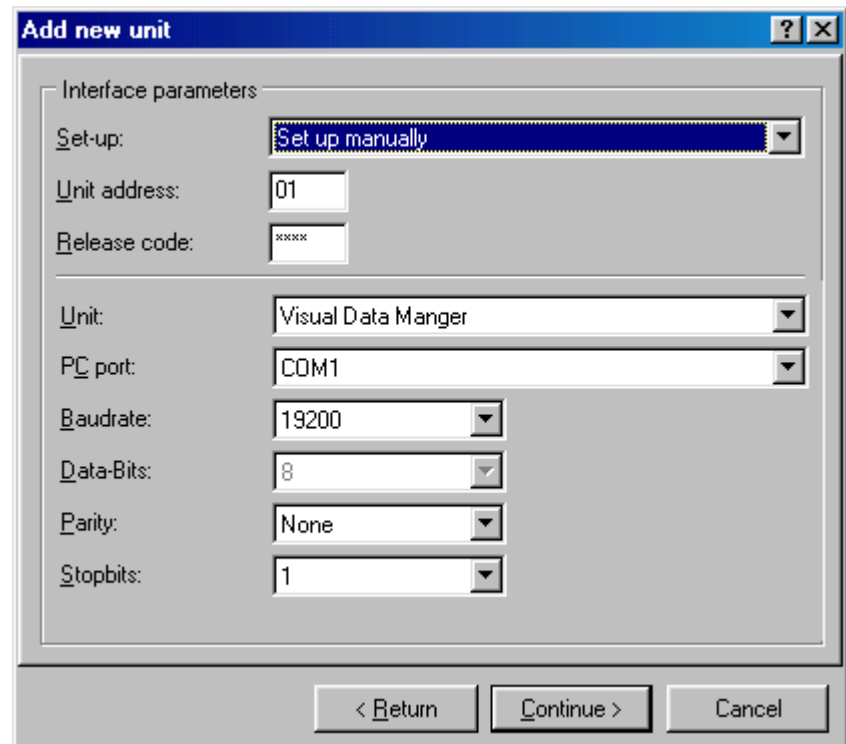 Add new unit
Interface parameters
Set-up: Set up manually
Unit address: 01
Release code: ****
Unit: Visual Data Manger
PC port: COM1
Baudrate: 19200
Data-Bits: 8
Parity: None
Stopbits: 1
< Return Continue > Cancel